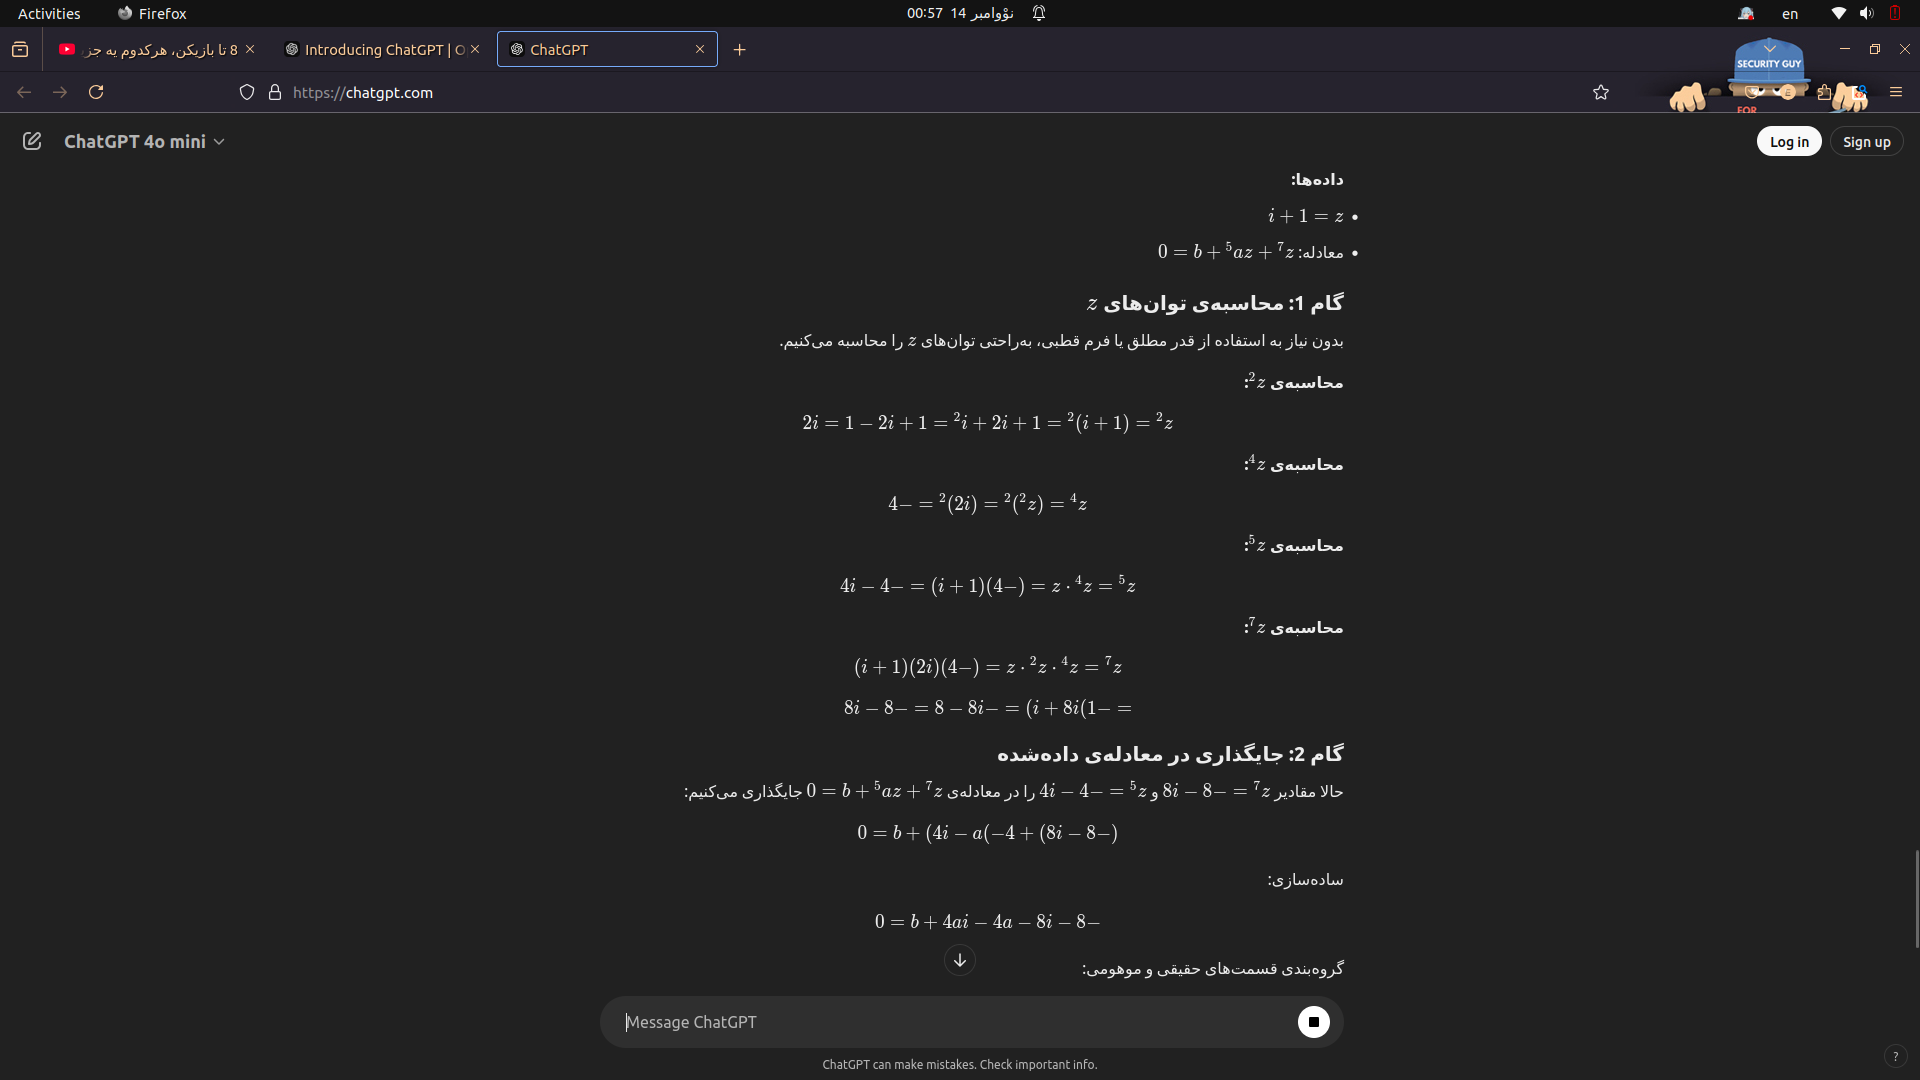 Activities
Firefox
نۆوامبر 14 00:57
en
8 تا بازیکن، هرکدوم یه جز
Introducing ChatGPT | O
ChatGPT
SECURITY GUY
FOR
https://chatgpt.com
ChatGPT 4o mini
Log in
Sign up
داده‌ها:
i + 1 = z
معادله: 0 = b + ⁵az + ⁷z
گام 1: محاسبه‌ی توان‌های z
بدون نیاز به استفاده از قدر مطلق یا فرم قطبی، به‌راحتی توان‌های z را محاسبه می‌کنیم.
محاسبه‌ی ²z:
2i = 1 − 2i + 1 = ²i + 2i + 1 = ²(i + 1) = ²z
محاسبه‌ی ⁴z:
4− = ²(2i) = ²(²z) = ⁴z
محاسبه‌ی ⁵z:
4i − 4− = (i + 1)(4−) = z · ⁴z = ⁵z
محاسبه‌ی ⁷z:
(i + 1)(2i)(4−) = z · ²z · ⁴z = ⁷z
8i − 8− = 8 − 8i− = (i + 8i(1− =
گام 2: جایگذاری در معادله‌ی داده‌شده
حالا مقادیر 8i − 8− = ⁷z و 4i − 4− = ⁵z را در معادله‌ی 0 = b + ⁵az + ⁷z جایگذاری می‌کنیم:
0 = b + (4i − a(−4 + (8i − 8−)
ساده‌سازی:
0 = b + 4ai − 4a − 8i − 8−
گروه‌بندی قسمت‌های حقیقی و موهومی:
Message ChatGPT
ChatGPT can make mistakes. Check important info.
?